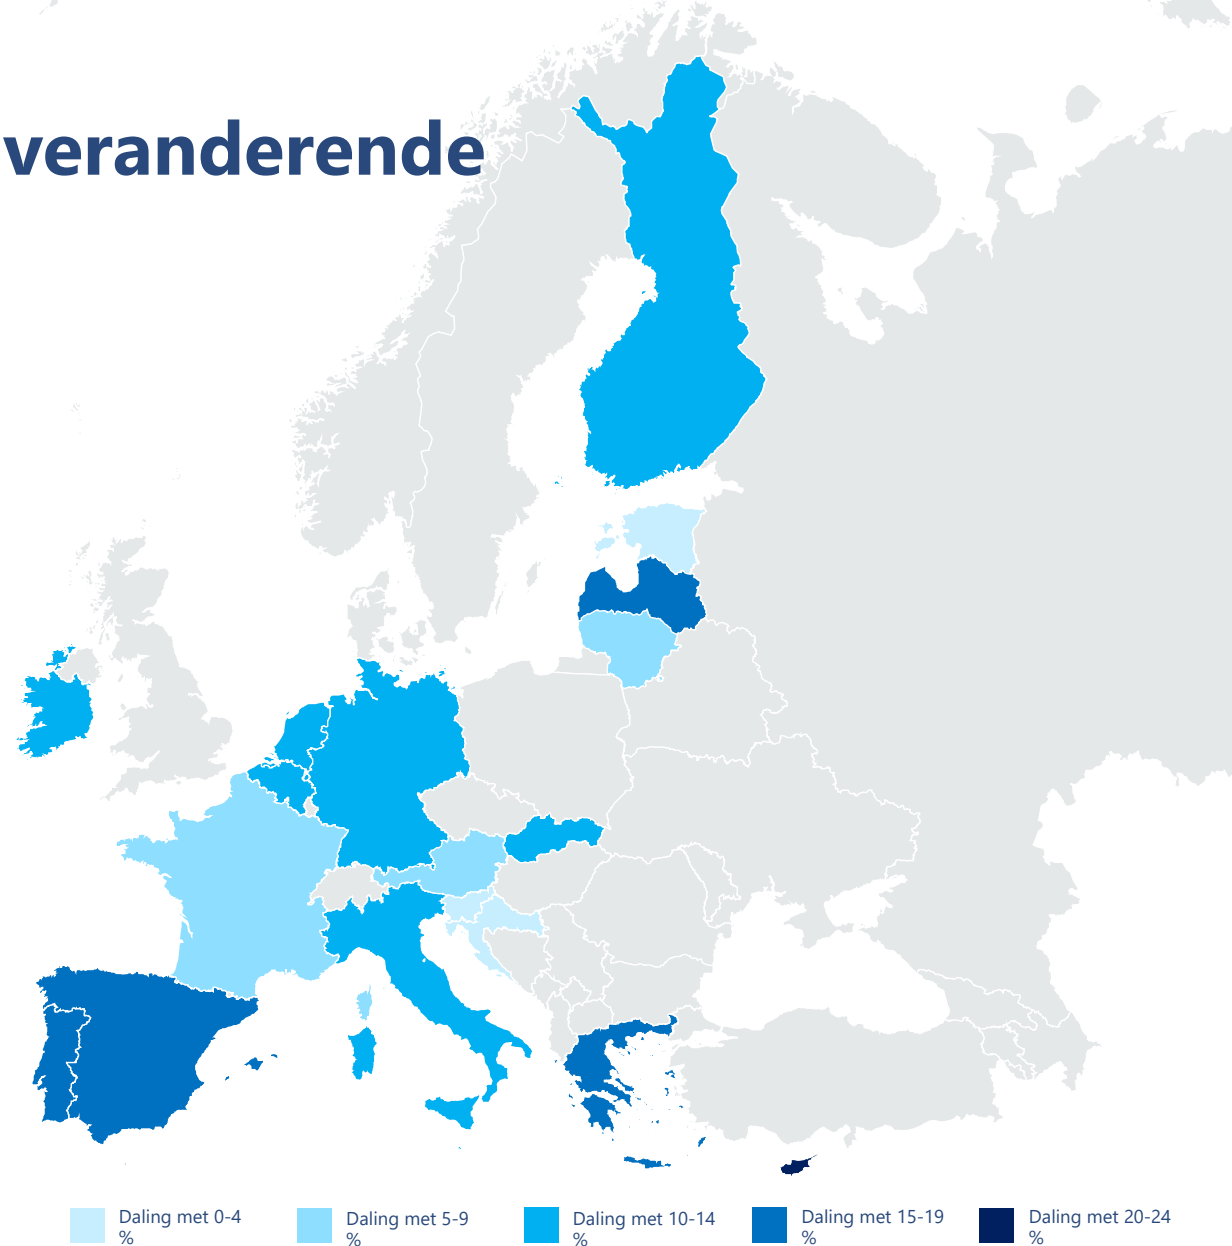 veranderende
Daling met 0-4
%
Daling met 5-9
%
Daling met 10-14
%
Daling met 15-19
%
Daling met 20-24
%